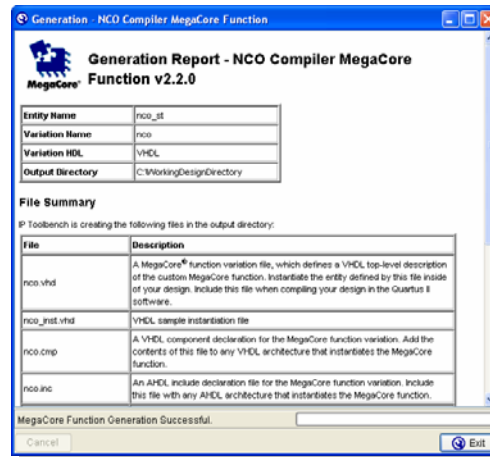 Generation - NCO Compiler MegaCore Function
MegaCore®
Generation Report - NCO Compiler MegaCore
Function v2.2.0
Entity Name nco_st
Variation Name nco
Variation HDL VHDL
Output Directory C:\WorkingDesignDirectory
File Summary
IP Toolbench is creating the following files in the output directory:
File Description
nco.vhd
A MegaCore® function variation file, which defines a VHDL top-level description
of the custom MegaCore function. Instantiate the entity defined by this file inside
of your design. Include this file when compiling your design in the Quartus II
software.
nco_inst.vhd VHDL sample instantiation file
nco.cmp
A VHDL component declaration for the MegaCore function variation. Add the
contents of this file to any VHDL architecture that instantiates the MegaCore
function.
nco.inc
An AHDL include declaration file for the MegaCore function variation. Include
this file with any AHDL architecture that instantiates the MegaCore function.
MegaCore Function Generation Successful.
Cancel
Exit